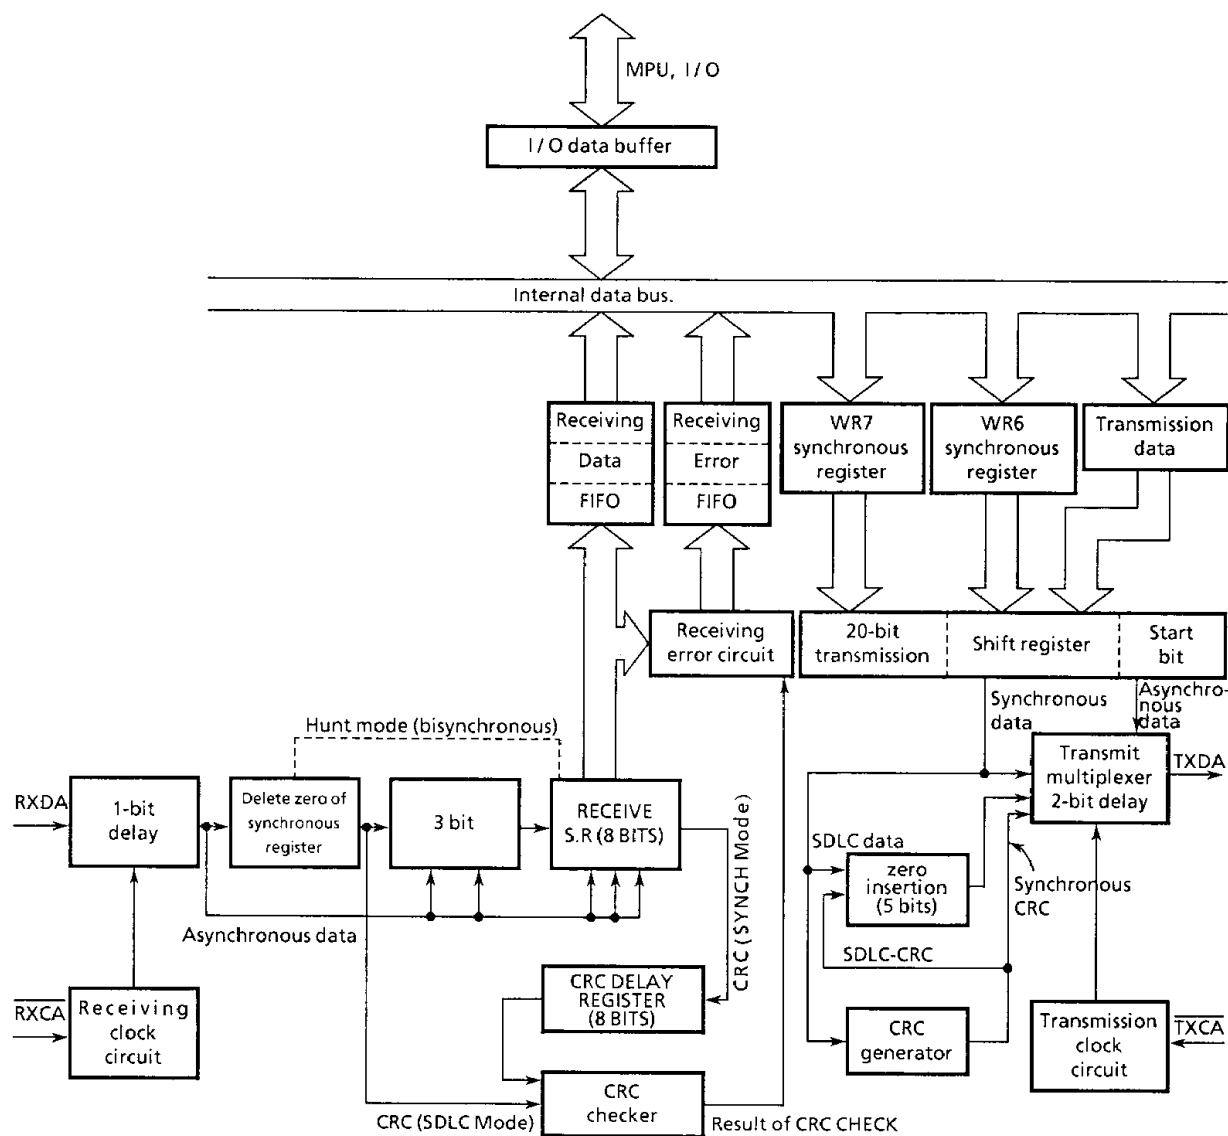 MPU, I/O
I/O data buffer
Internal data bus.
Receiving
Data
FIFO
Receiving
Error
FIFO
WR7
synchronous
register
WR6
synchronous
register
Transmission
data
Receiving
error circuit
20-bit
transmission
Shift register
Start
bit
Synchronous
data
Asynchro-
nous
data
Hunt mode (bisynchronous)
RXDA
1-bit
delay
Delete zero of
synchronous
register
3 bit
RECEIVE
S.R (8 BITS)
CRC (SYNCH Mode)
Transmit
multiplexer
2-bit delay
TXDA
SDLC data
zero
insertion
(5 bits)
Synchronous
CRC
Asynchronous data
SDLC-CRC
RXCA
Receiving
clock
circuit
CRC DELAY
REGISTER
(8 BITS)
CRC
generator
Transmission
clock
circuit
TXCA
CRC
checker
CRC (SDLC Mode)
Result of CRC CHECK